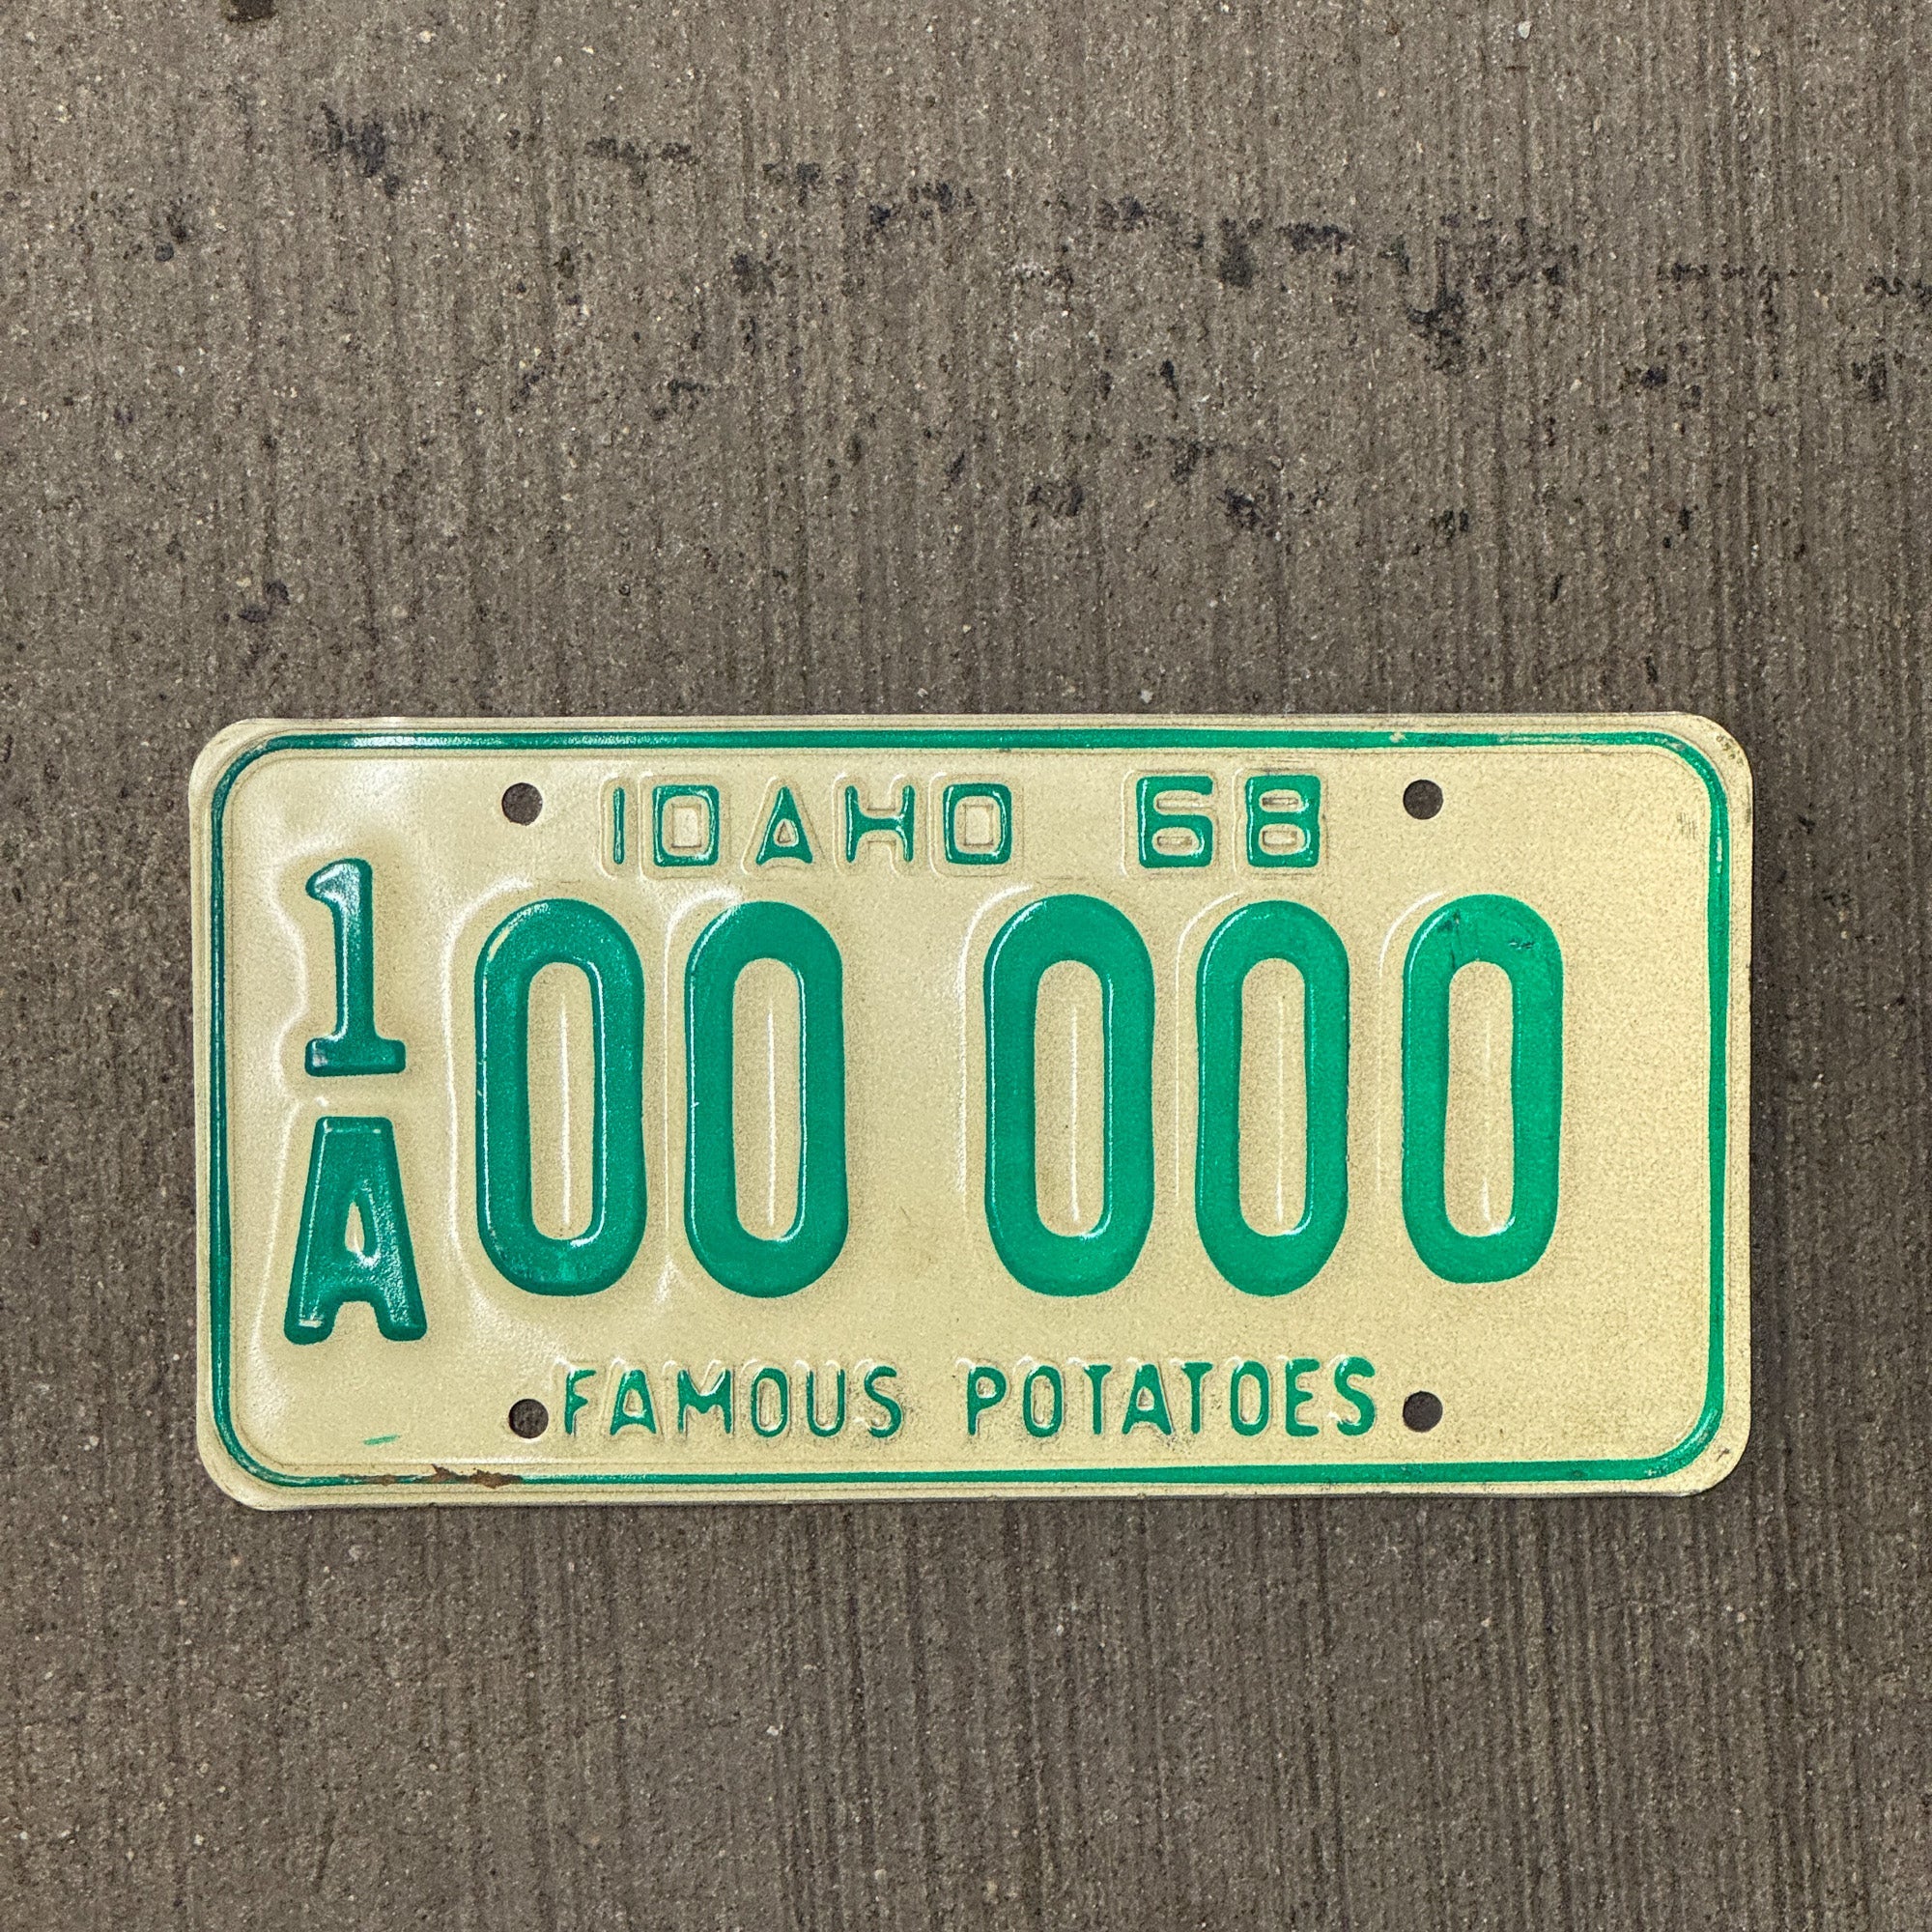 IDAHO 68
1/A 00 000
FAMOUS POTATOES